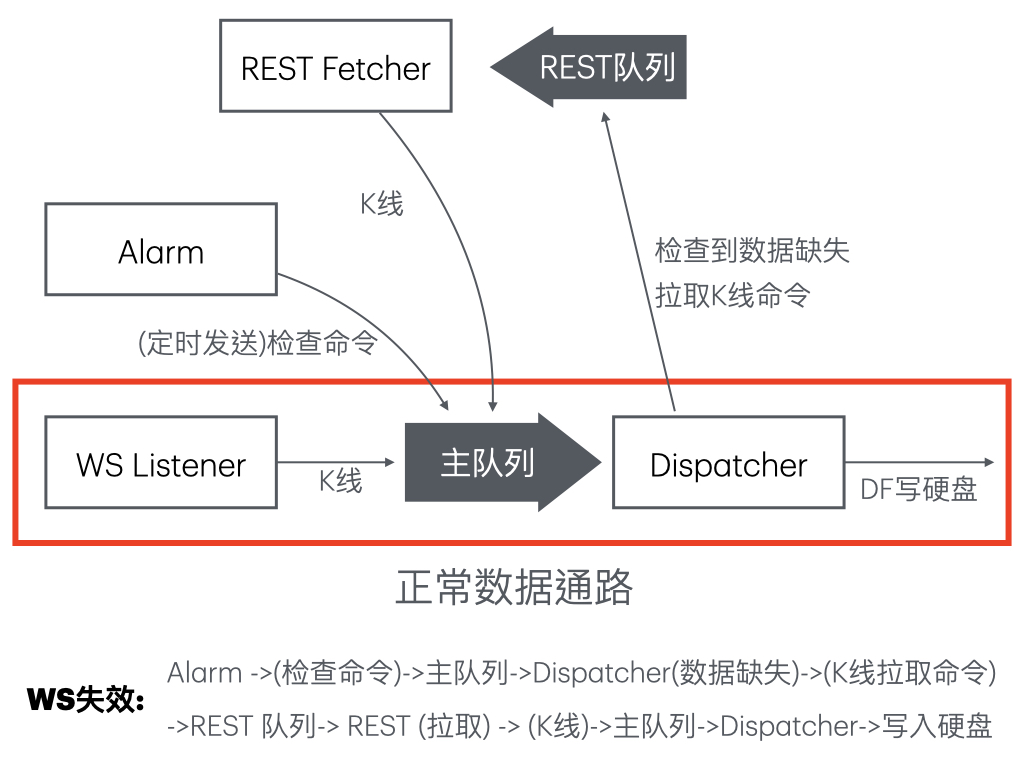 REST Fetcher
REST队列
K线
Alarm
检查到数据缺失
拉取K线命令
(定时发送)检查命令
WS Listener
K线
主队列
Dispatcher
DF写硬盘
正常数据通路
WS失效:
Alarm ->(检查命令)->主队列->Dispatcher(数据缺失)->(K线拉取命令)
->REST 队列-> REST (拉取) -> (K线)->主队列->Dispatcher->写入硬盘